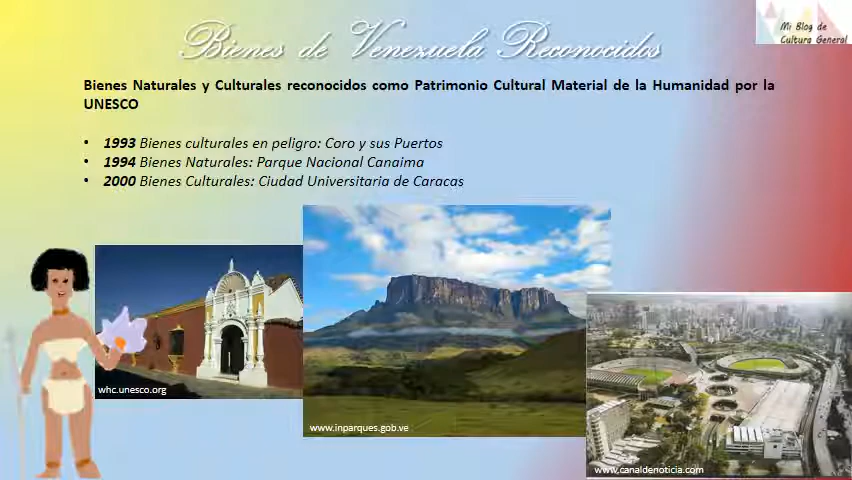 Mi Blog de
Cultura General
Bienes de Venezuela Reconocidos
Bienes Naturales y Culturales reconocidos como Patrimonio Cultural Material de la Humanidad por la
UNESCO
• 1993 Bienes culturales en peligro: Coro y sus Puertos
• 1994 Bienes Naturales: Parque Nacional Canaima
• 2000 Bienes Culturales: Ciudad Universitaria de Caracas
whc.unesco.org
www.inparques.gob.ve
www.canaldenoticia.com